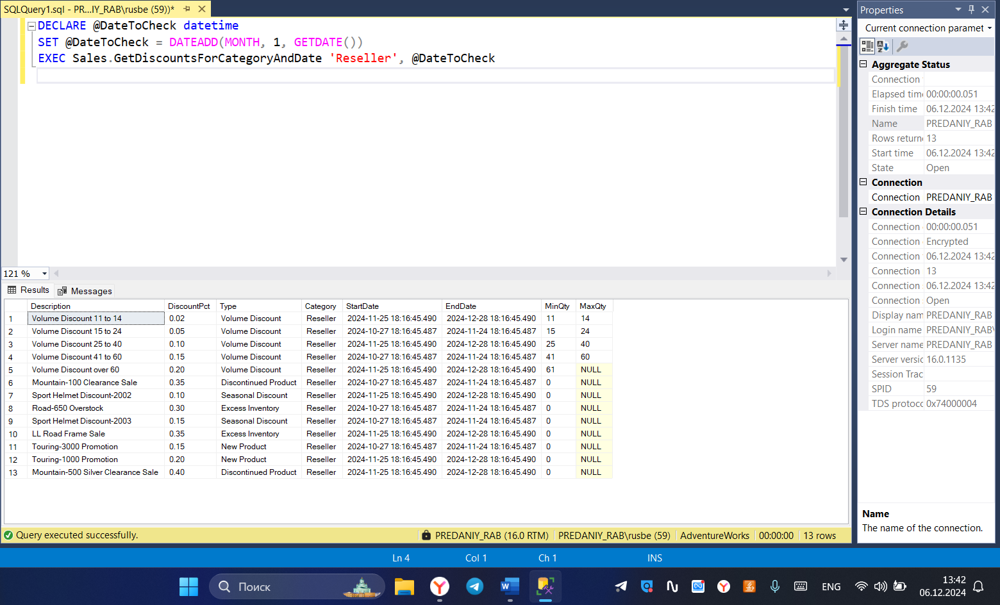 SQLQuery1.sql - PR...IY_RAB\rusbe (59))*
DECLARE @DateToCheck datetime
SET @DateToCheck = DATEADD(MONTH, 1, GETDATE())
EXEC Sales.GetDiscountsForCategoryAndDate 'Reseller', @DateToCheck
121 %
Results Messages
Description DiscountPct Type Category StartDate EndDate MinQty MaxQty
1 Volume Discount 11 to 14 0.02 Volume Discount Reseller 2024-11-25 18:16:45.490 2024-12-28 18:16:45.490 11 14
2 Volume Discount 15 to 24 0.05 Volume Discount Reseller 2024-10-27 18:16:45.487 2024-11-24 18:16:45.487 15 24
3 Volume Discount 25 to 40 0.10 Volume Discount Reseller 2024-11-25 18:16:45.490 2024-12-28 18:16:45.490 25 40
4 Volume Discount 41 to 60 0.15 Volume Discount Reseller 2024-10-27 18:16:45.487 2024-11-24 18:16:45.487 41 60
5 Volume Discount over 60 0.20 Volume Discount Reseller 2024-11-25 18:16:45.490 2024-12-28 18:16:45.490 61 NULL
6 Mountain-100 Clearance Sale 0.35 Discontinued Product Reseller 2024-10-27 18:16:45.487 2024-11-24 18:16:45.487 0 NULL
7 Sport Helmet Discount-2002 0.10 Seasonal Discount Reseller 2024-11-25 18:16:45.490 2024-12-28 18:16:45.490 0 NULL
8 Road-650 Overstock 0.30 Excess Inventory Reseller 2024-10-27 18:16:45.487 2024-11-24 18:16:45.487 0 NULL
9 Sport Helmet Discount-2003 0.15 Seasonal Discount Reseller 2024-10-27 18:16:45.487 2024-11-24 18:16:45.487 0 NULL
10 LL Road Frame Sale 0.35 Excess Inventory Reseller 2024-11-25 18:16:45.490 2024-12-28 18:16:45.490 0 NULL
11 Touring-3000 Promotion 0.15 New Product Reseller 2024-10-27 18:16:45.487 2024-11-24 18:16:45.487 0 NULL
12 Touring-1000 Promotion 0.20 New Product Reseller 2024-11-25 18:16:45.490 2024-12-28 18:16:45.490 0 NULL
13 Mountain-500 Silver Clearance Sale 0.40 Discontinued Product Reseller 2024-11-25 18:16:45.490 2024-12-28 18:16:45.490 0 NULL
Query executed successfully. PREDANIY_RAB (16.0 RTM) PREDANIY_RAB\rusbe (59) AdventureWorks 00:00:00 13 rows
Properties
Current connection paramet
Aggregate Status
Connection
Elapsed time 00:00:00.051
Finish time 06.12.2024 13:42
Name PREDANIY_RAB
Rows returne 13
Start time 06.12.2024 13:42
State Open
Connection
Connection PREDANIY_RAB
Connection Details
Connection 00:00:00.051
Connection Encrypted
Connection 06.12.2024 13:42
Connection 13
Connection 06.12.2024 13:42
Connection Open
Display nam PREDANIY_RAB
Login name PREDANIY_RAB\
Server name PREDANIY_RAB
Server versic 16.0.1135
Session Trac
SPID 59
TDS protocc 0x74000004
Name
The name of the connection.
Ln 4 Col 1 Ch 1 INS
Поиск
ENG
13:42
06.12.2024